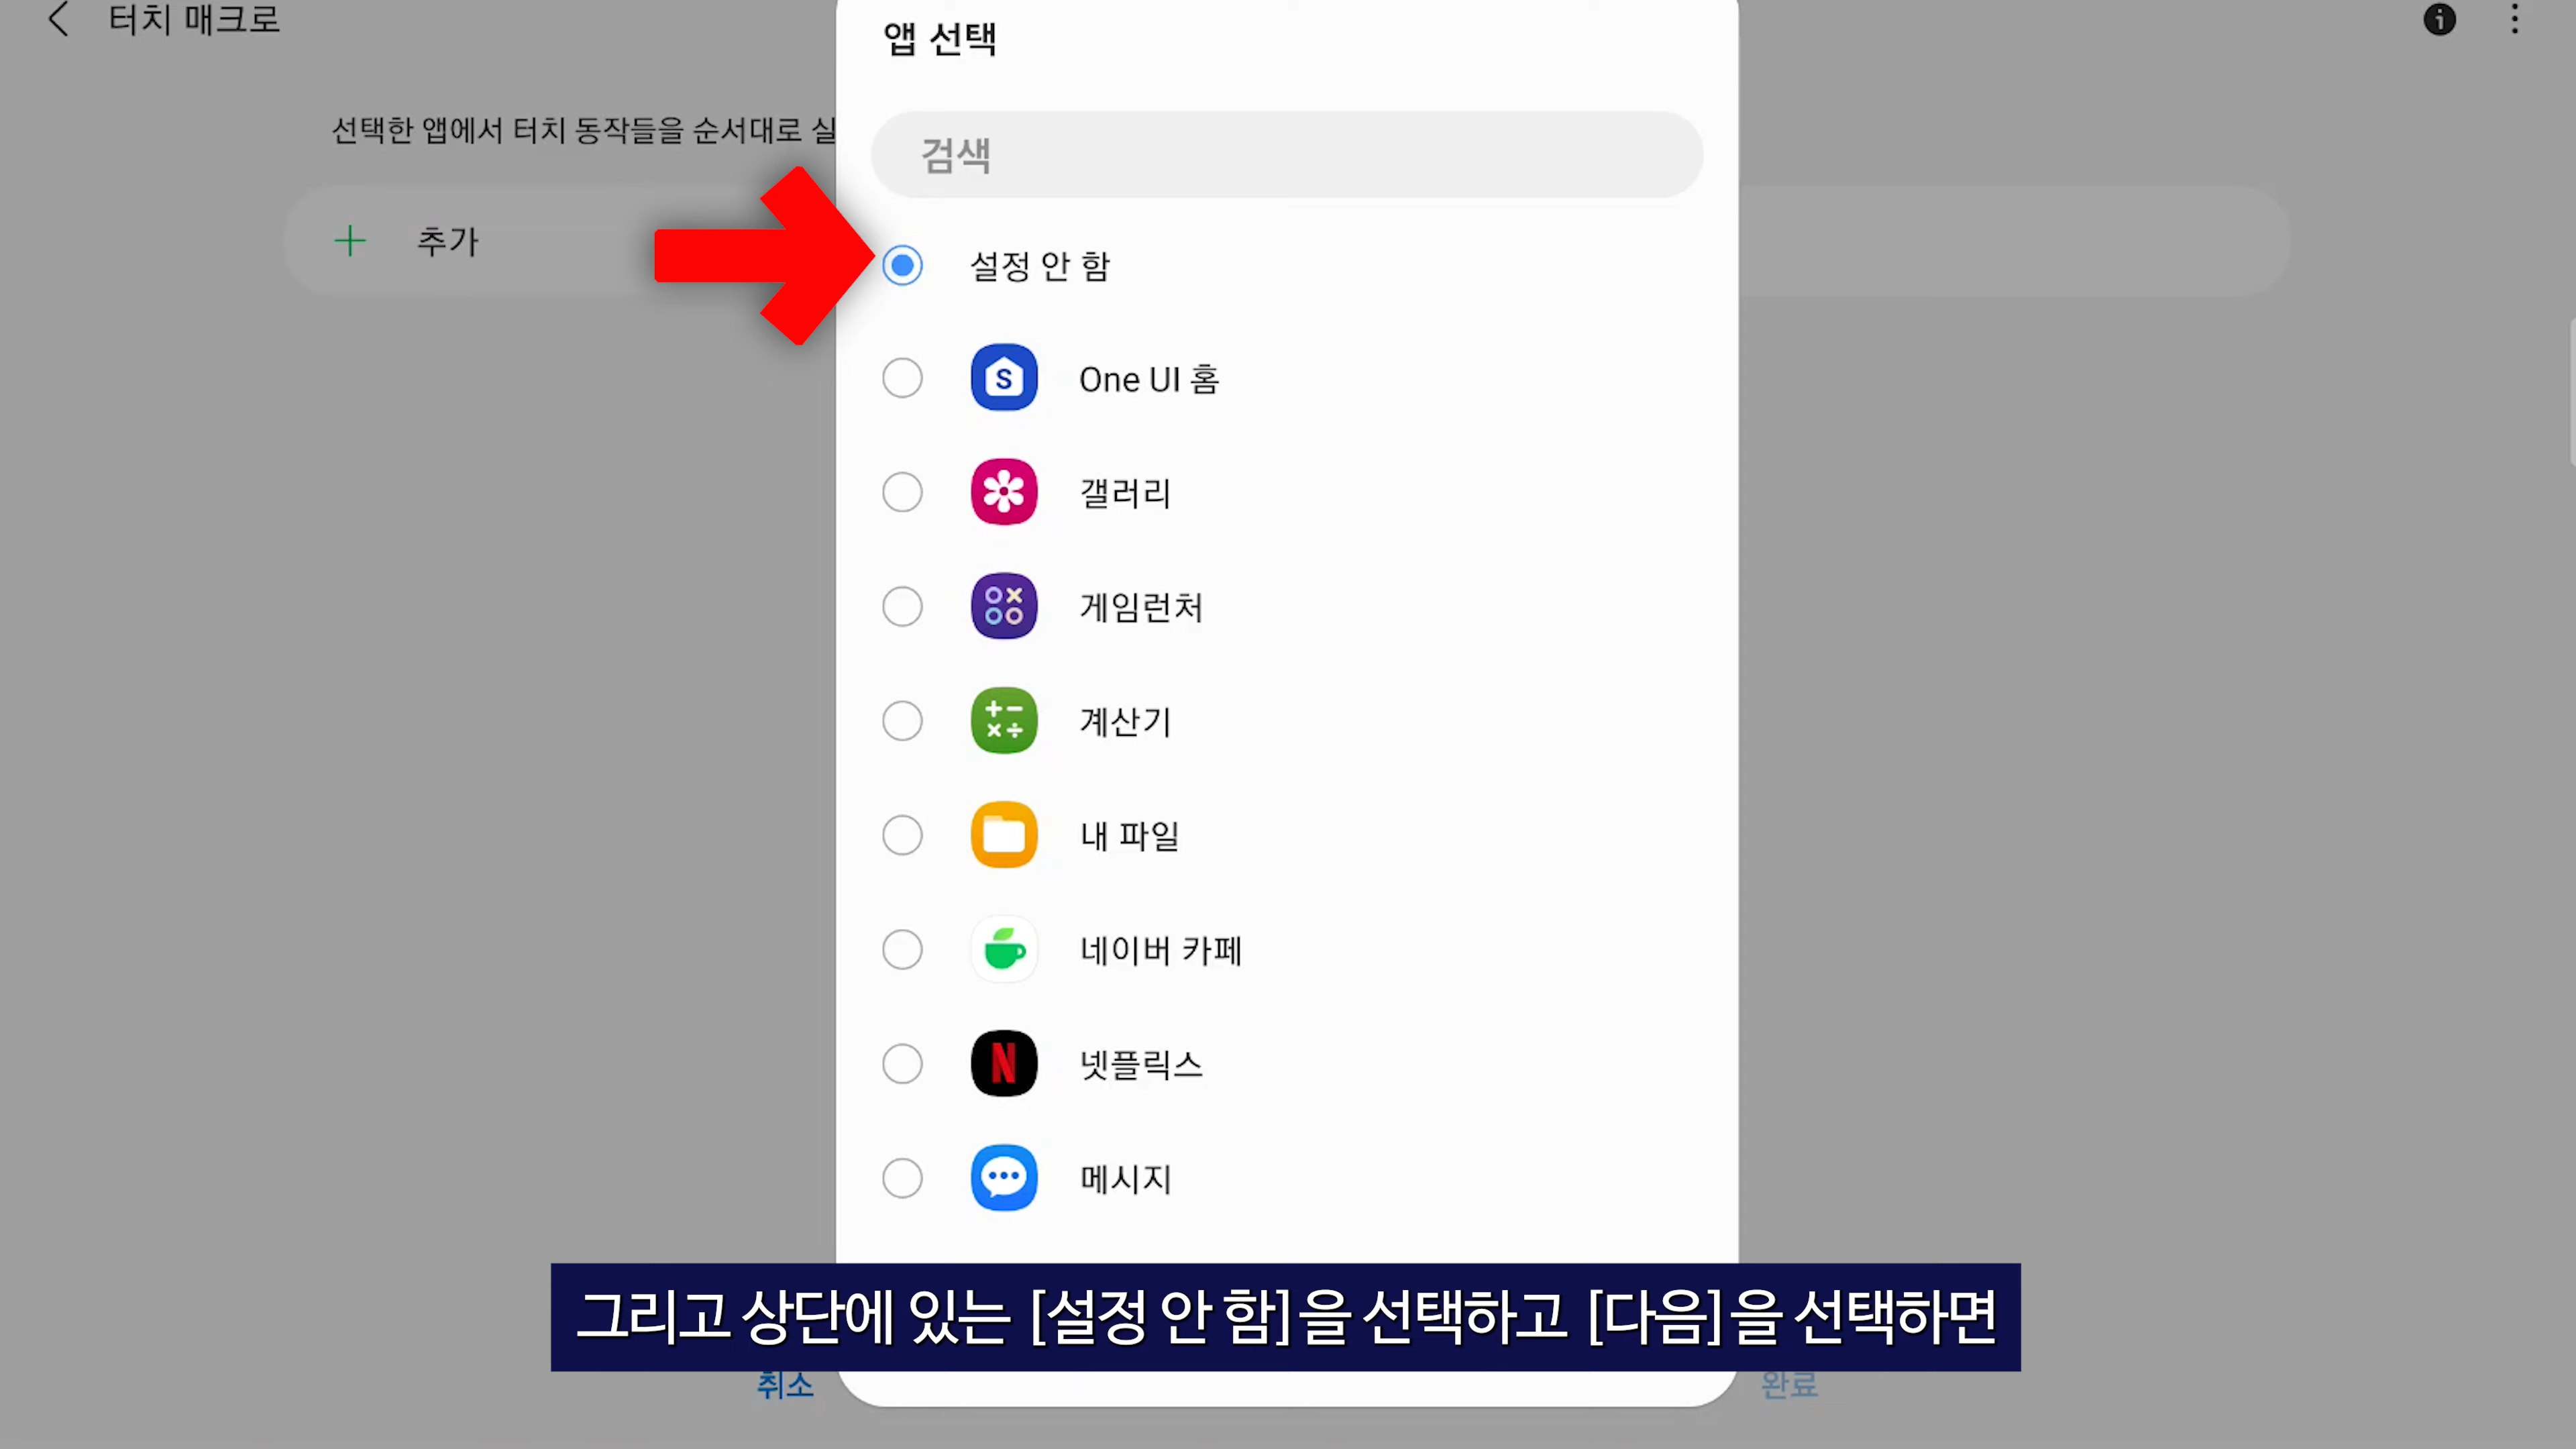 터치 매크로
앱 선택
선택한 앱에서 터치 동작들을 순서대로 실
검색
추가
설정 안 함
One UI 홈
갤러리
게임런처
계산기
내 파일
네이버 카페
넷플릭스
메시지
그리고 상단에 있는 [설정 안 함]을 선택하고 [다음]을 선택하면
취소
완료